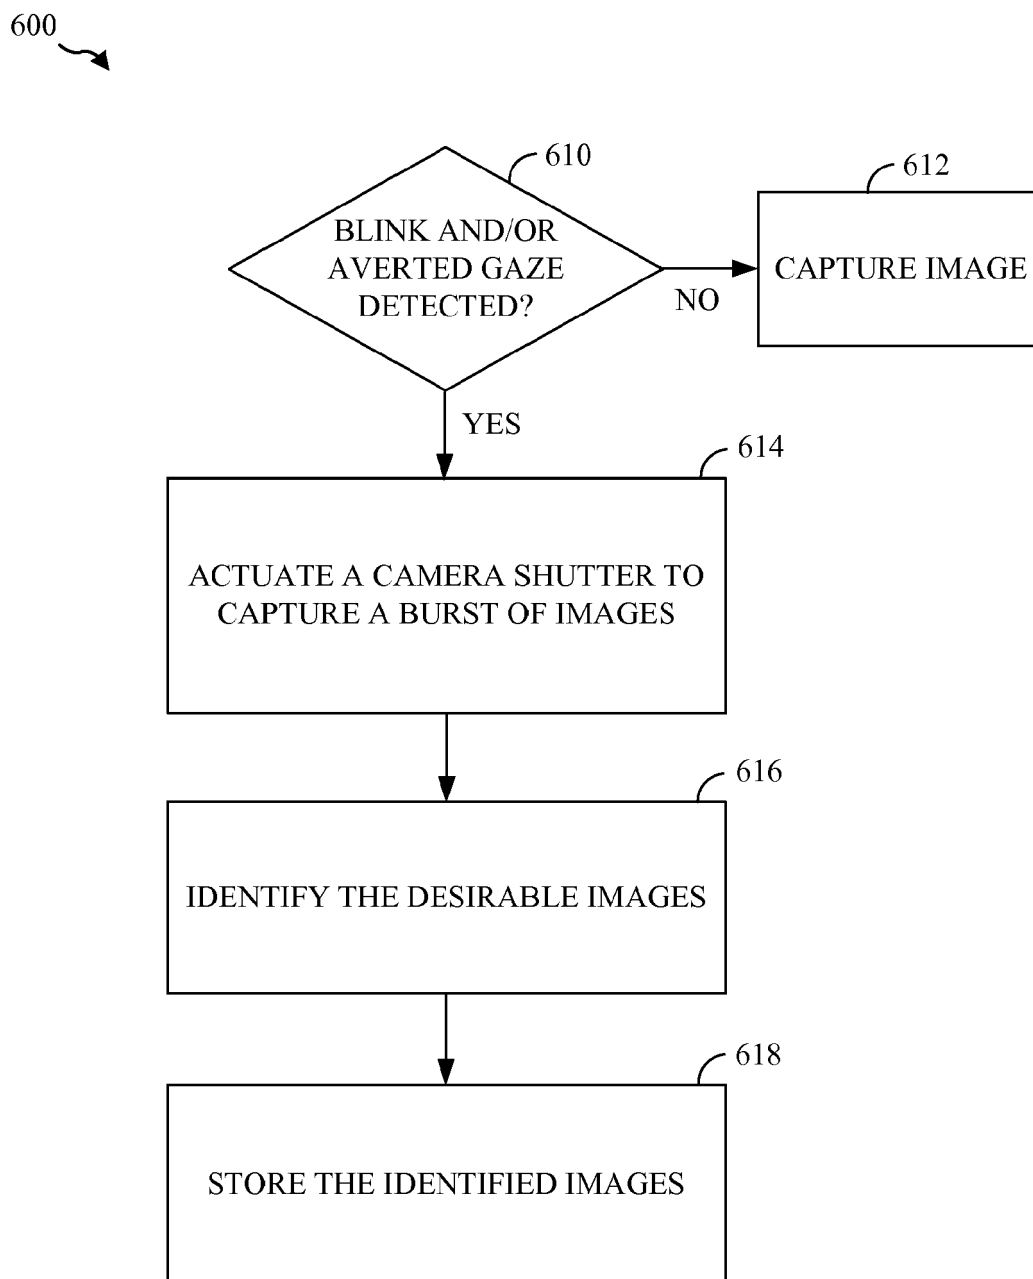 600
610
BLINK AND/OR
AVERTED GAZE
DETECTED?
612
CAPTURE IMAGE
NO
YES
614
ACTUATE A CAMERA SHUTTER TO
CAPTURE A BURST OF IMAGES
616
IDENTIFY THE DESIRABLE IMAGES
618
STORE THE IDENTIFIED IMAGES